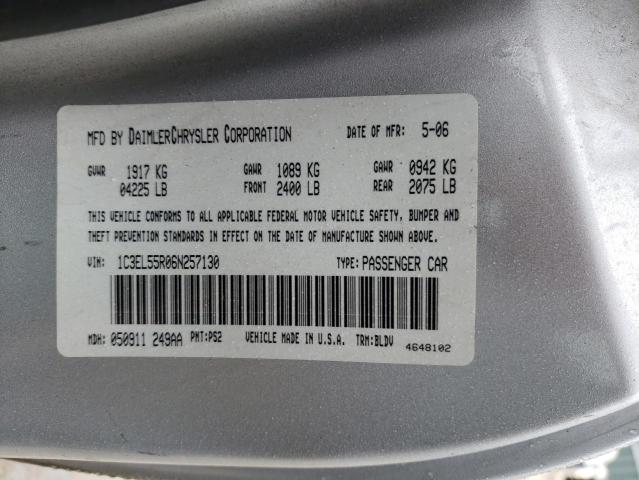 MFD BY DAIMLERCHRYSLER CORPORATION DATE OF MFR: 5-06
GVWR 1917 KG GAWR 1089 KG GAWR 0942 KG
04225 LB FRONT 2400 LB REAR 2075 LB
THIS VEHICLE CONFORMS TO ALL APPLICABLE FEDERAL MOTOR VEHICLE SAFETY, BUMPER AND
THEFT PREVENTION STANDARDS IN EFFECT ON THE DATE OF MANUFACTURE SHOWN ABOVE.
VIN: 1C3EL55R06N257130 TYPE: PASSENGER CAR
MDH: 050911 249AA PNT:PS2 VEHICLE MADE IN U.S.A. TRM:BLDV
4648102